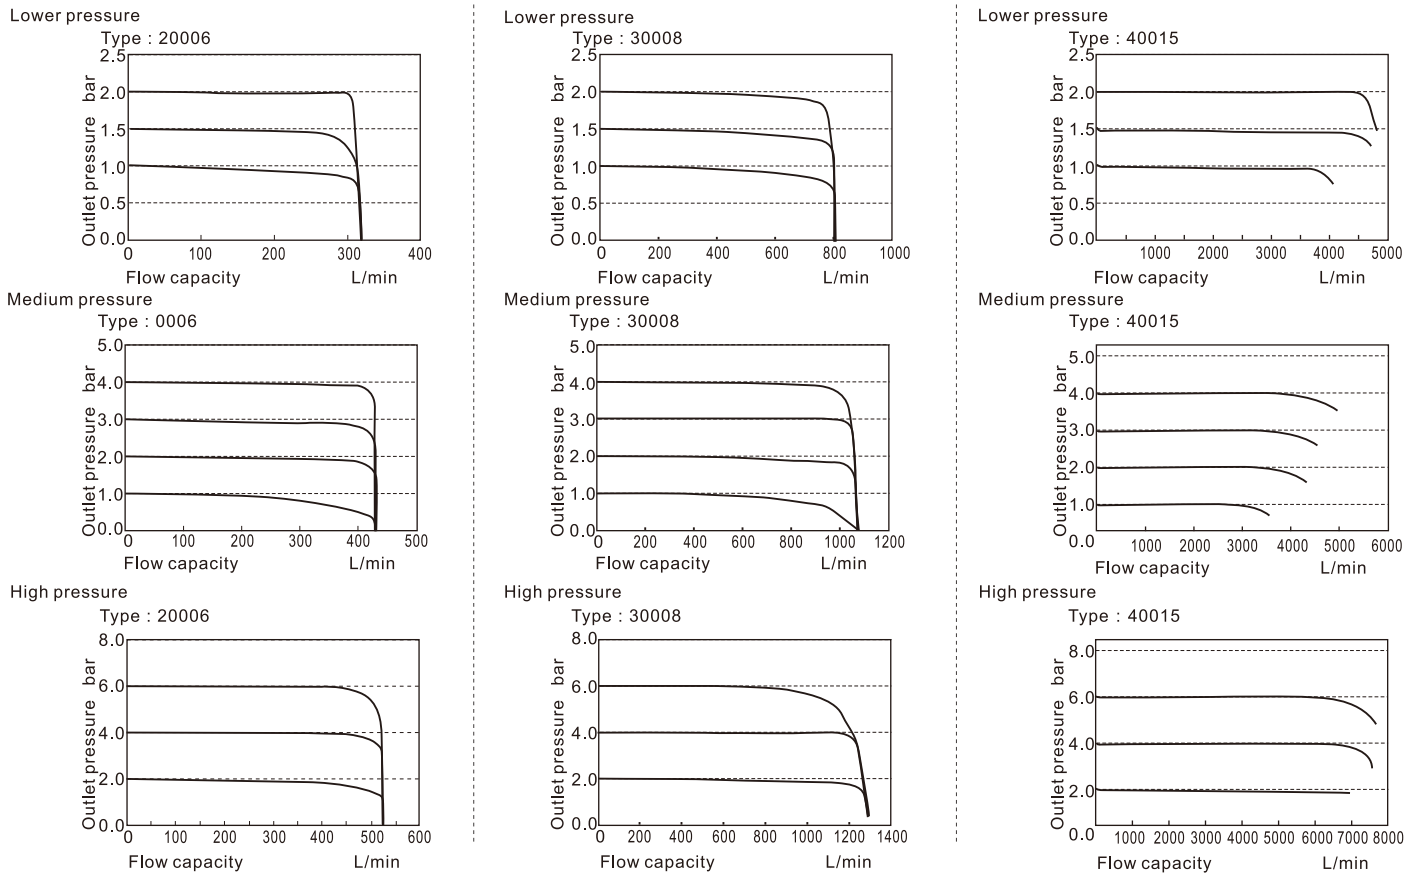 Lower pressure
Type : 20006
Outlet pressure bar
2.5
2.0
1.5
1.0
0.5
0.0
0 100 200 300 400
Flow capacity L/min
Medium pressure
Type : 0006
Outlet pressure bar
5.0
4.0
3.0
2.0
1.0
0.0
0 100 200 300 400 500
Flow capacity L/min
High pressure
Type : 20006
Outlet pressure bar
8.0
6.0
4.0
2.0
0.0
0 100 200 300 400 500 600
Flow capacity L/min
Lower pressure
Type : 30008
Outlet pressure bar
2.5
2.0
1.5
1.0
0.5
0.0
0 200 400 600 800 1000
Flow capacity L/min
Medium pressure
Type : 30008
Outlet pressure bar
5.0
4.0
3.0
2.0
1.0
0.0
0 200 400 600 800 1000 1200
Flow capacity L/min
High pressure
Type : 30008
Outlet pressure bar
8.0
6.0
4.0
2.0
0.0
0 200 400 600 800 1000 1200 1400
Flow capacity L/min
Lower pressure
Type : 40015
Outlet pressure bar
2.5
2.0
1.5
1.0
0.5
0.0
1000 2000 3000 4000 5000
Flow capacity L/min
Medium pressure
Type : 40015
Outlet pressure bar
5.0
4.0
3.0
2.0
1.0
0.0
1000 2000 3000 4000 5000 6000
Flow capacity L/min
High pressure
Type : 40015
Outlet pressure bar
8.0
6.0
4.0
2.0
0.0
1000 2000 3000 4000 5000 6000 7000 8000
Flow capacity L/min